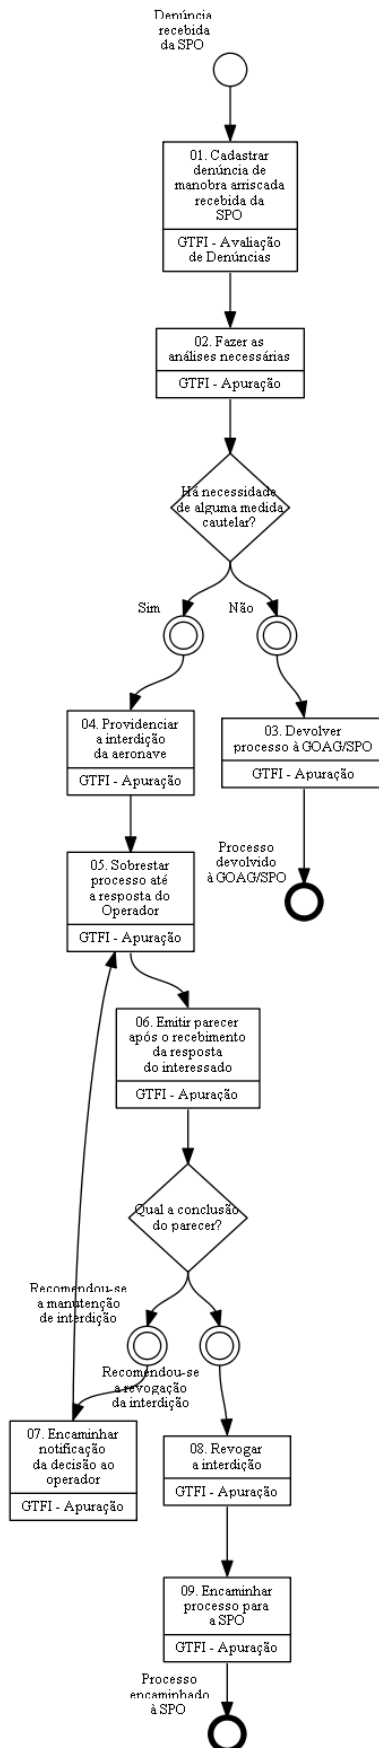 Denúncia
recebida
da SPO
01. Cadastrar
denúncia de
manobra arriscada
recebida da
SPO
GTFI - Avaliação
de Denúncias
02. Fazer as
análises necessárias
GTFI - Apuração
Há necessidade
de alguma medida
cautelar?
Sim
Não
04. Providenciar
a interdição
da aeronave
GTFI - Apuração
03. Devolver
processo à GOAG/SPO
GTFI - Apuração
Processo
devolvido
à GOAG/SPO
05. Sobrestar
processo até
a resposta do
Operador
GTFI - Apuração
06. Emitir parecer
após o recebimento
da resposta
do interessado
GTFI - Apuração
Qual a conclusão
do parecer?
Recomendou-se
a manutenção
de interdição
Recomendou-se
a revogação
da interdição
07. Encaminhar
notificação
da decisão ao
operador
GTFI - Apuração
08. Revogar
a interdição
GTFI - Apuração
09. Encaminhar
processo para
a SPO
GTFI - Apuração
Processo
encaminhado
à SPO